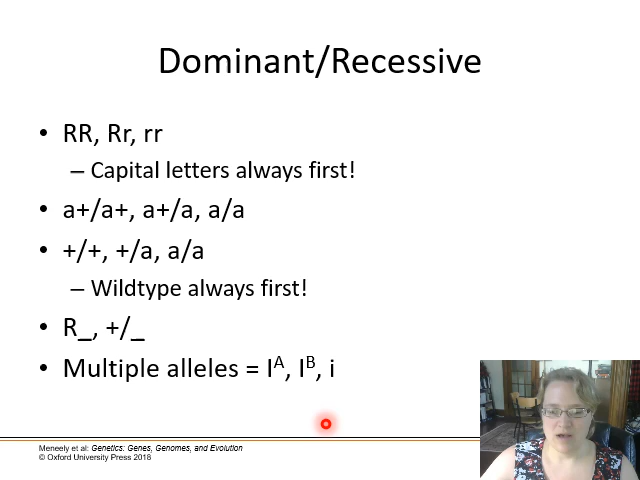 Dominant/Recessive
• RR, Rr, rr
– Capital letters always first!
• a+/a+, a+/a, a/a
• +/+, +/a, a/a
– Wildtype always first!
• R_, +/_
• Multiple alleles = Iᴬ, Iᴮ, i
Meneely et al: Genetics: Genes, Genomes, and Evolution
© Oxford University Press 2018